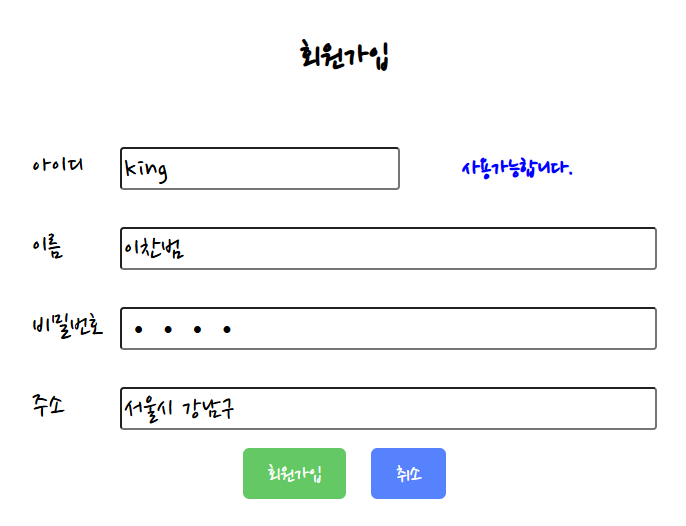 회원가입
아이디 king 사용가능합니다.
이름 이찬범
비밀번호 • • • •
주소 서울시 강남구
회원가입 취소